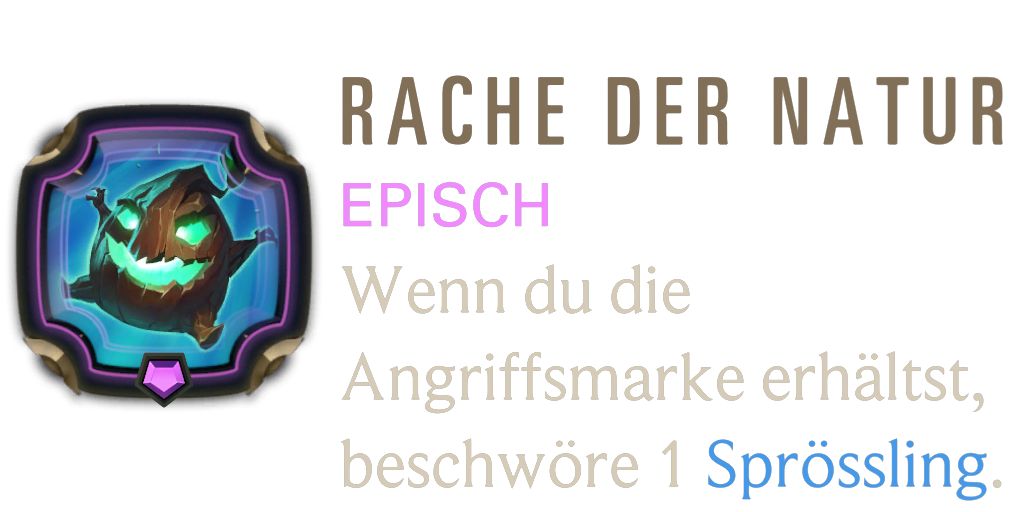 RACHE DER NATUR
EPISCH
Wenn du die
Angriffsmarke erhältst,
beschwöre 1 Sprössling.